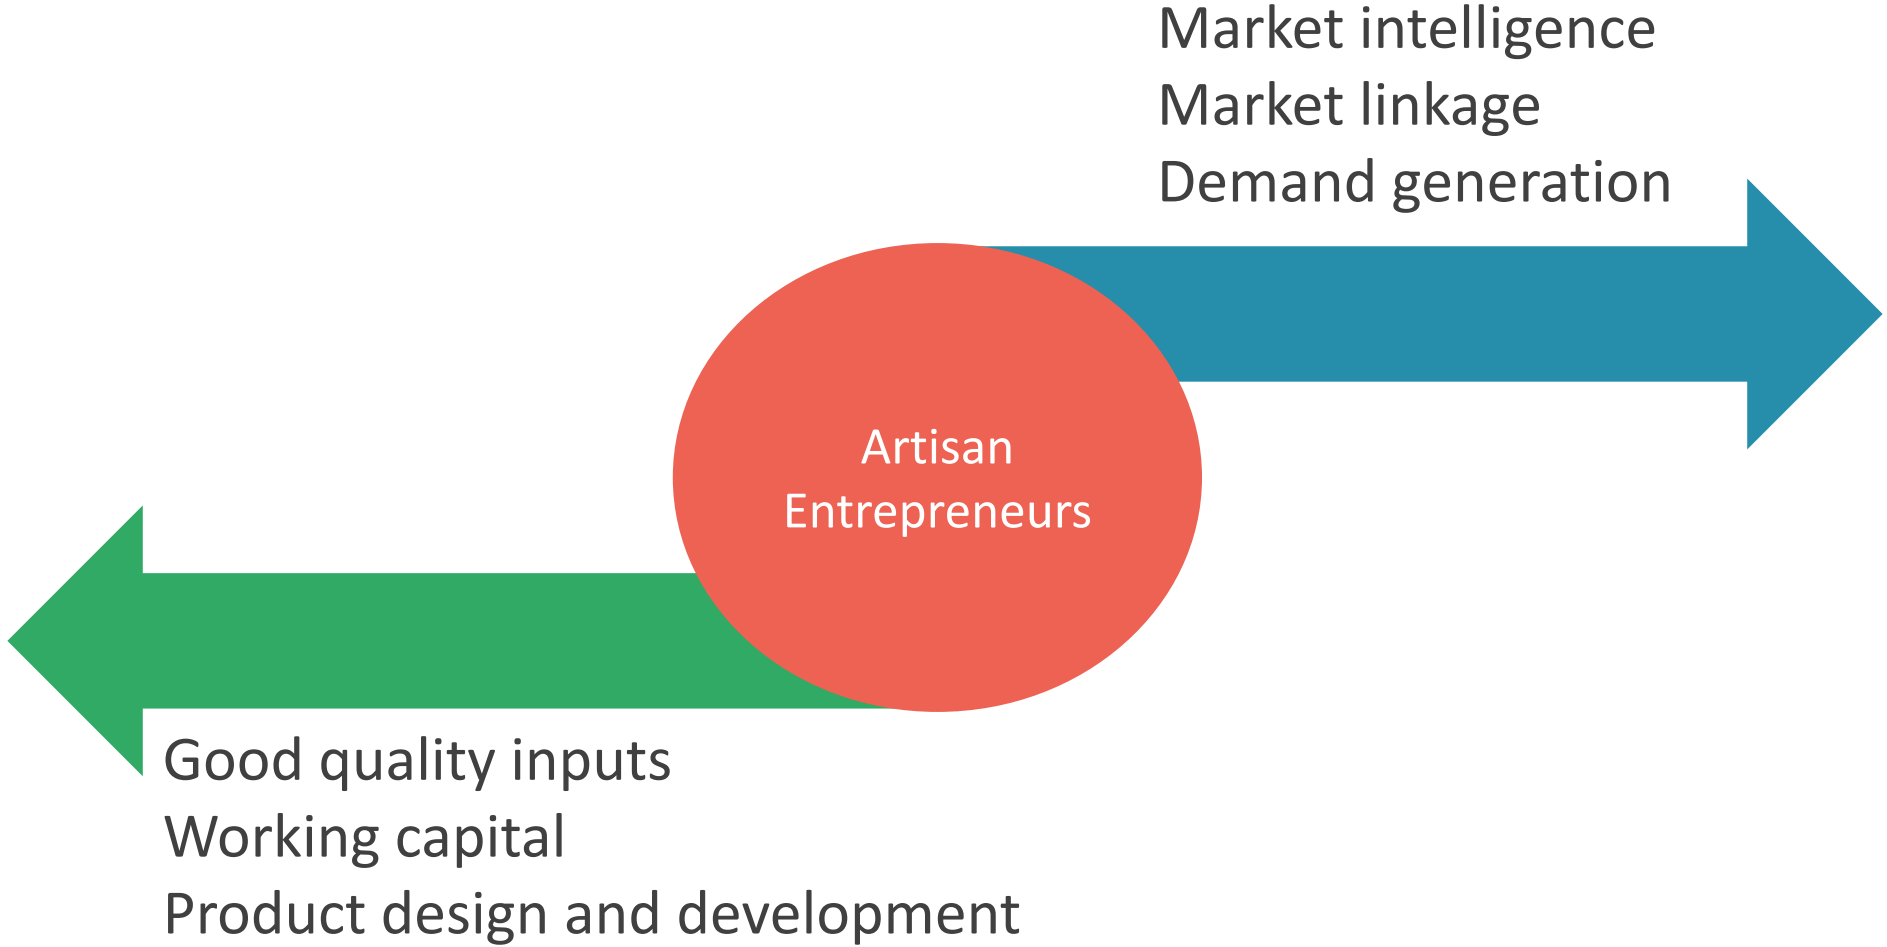 Market intelligence
Market linkage
Demand generation
Artisan
Entrepreneurs
Good quality inputs
Working capital
Product design and development